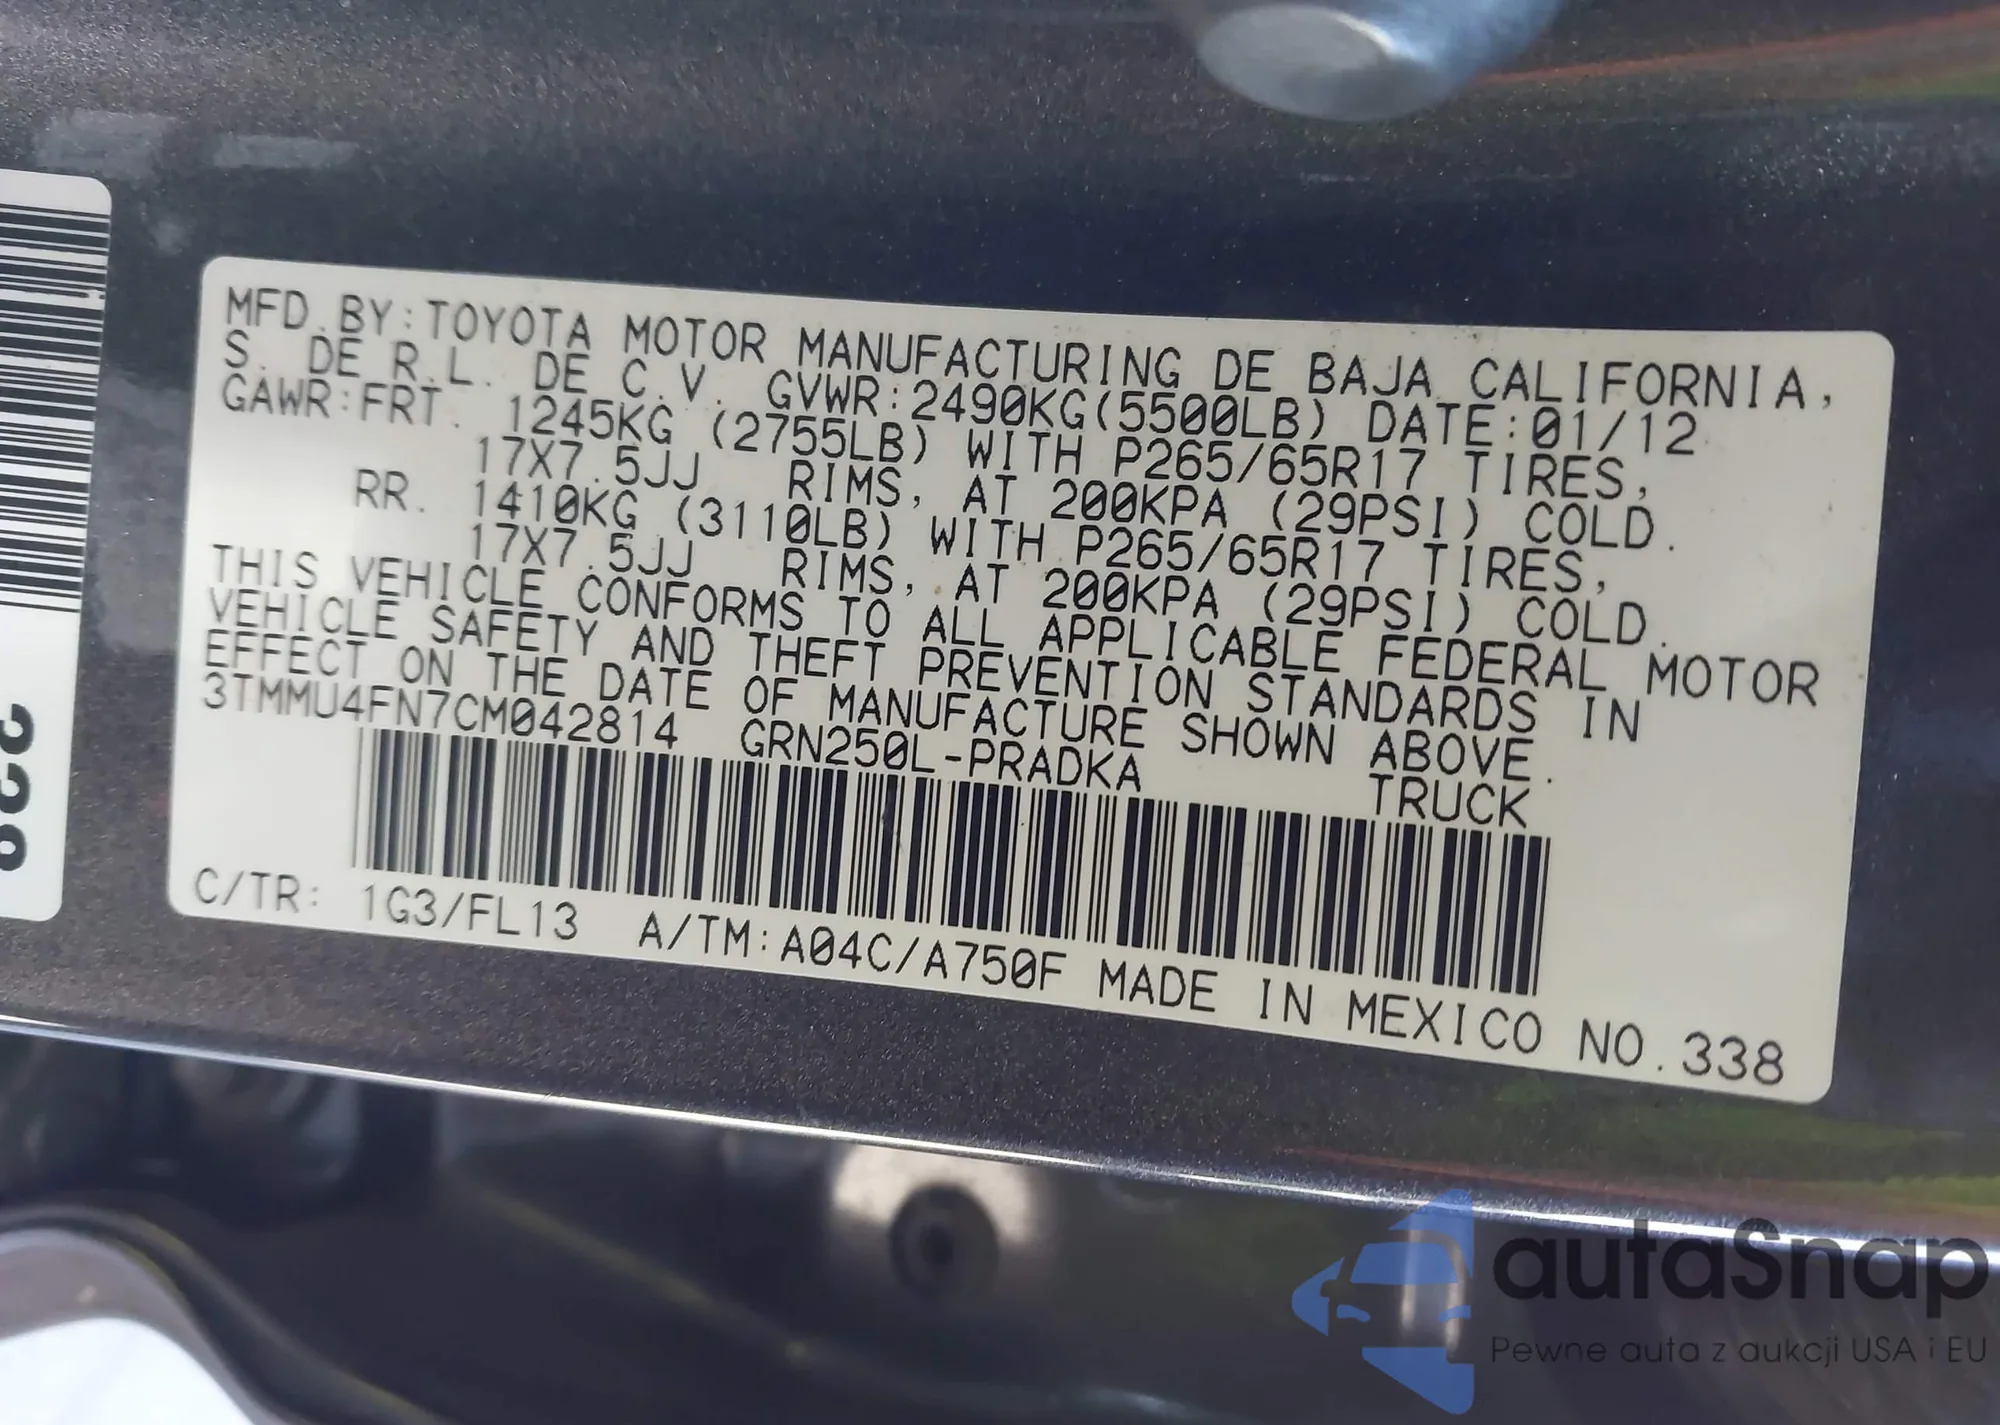 MFD.BY:TOYOTA MOTOR MANUFACTURING DE BAJA CALIFORNIA,
S. DE R.L. DE C.V. GVWR:2490KG(5500LB) DATE:01/12
GAWR:FRT. 1245KG (2755LB) WITH P265/65R17 TIRES,
17X7.5JJ RIMS, AT 200KPA (29PSI) COLD.
RR. 1410KG (3110LB) WITH P265/65R17 TIRES,
17X7.5JJ RIMS, AT 200KPA (29PSI) COLD.
THIS VEHICLE CONFORMS TO ALL APPLICABLE FEDERAL MOTOR
VEHICLE SAFETY AND THEFT PREVENTION STANDARDS IN
EFFECT ON THE DATE OF MANUFACTURE SHOWN ABOVE.
3TMMU4FN7CM042814 GRN250L-PRADKA TRUCK
C/TR: 1G3/FL13 A/TM:A04C/A750F MADE IN MEXICO NO.338
autaSnap
Pewne auta z aukcji USA i EU